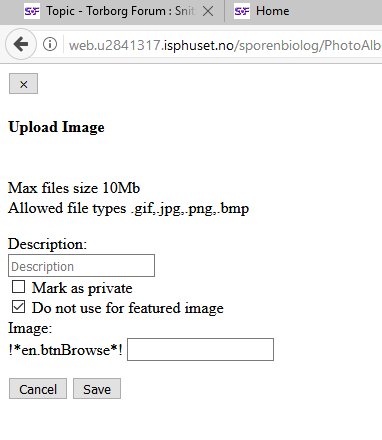 S*F Topic - Torborg Forum : Snit ×
S*F Home
web.u2841317.isphuset.no/sporenbiolog/PhotoAlb
×
Upload Image
Max files size 10Mb
Allowed file types .gif,.jpg,.png,.bmp
Description:
Description
Mark as private
Do not use for featured image
Image:
!*en.btnBrowse*!
Cancel Save